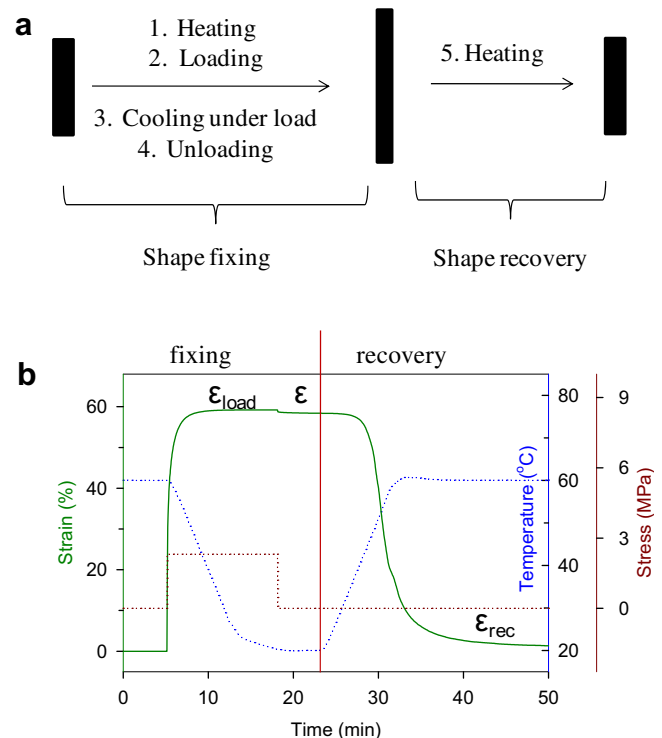 a
1. Heating
2. Loading
3. Cooling under load
4. Unloading
5. Heating
Shape fixing
Shape recovery
b
fixing
recovery
ε_load
ε
ε_rec
Strain (%)
60
40
20
0
Temperature (°C)
80
60
40
20
Stress (MPa)
9
6
3
0
0
10
20
30
40
50
Time (min)